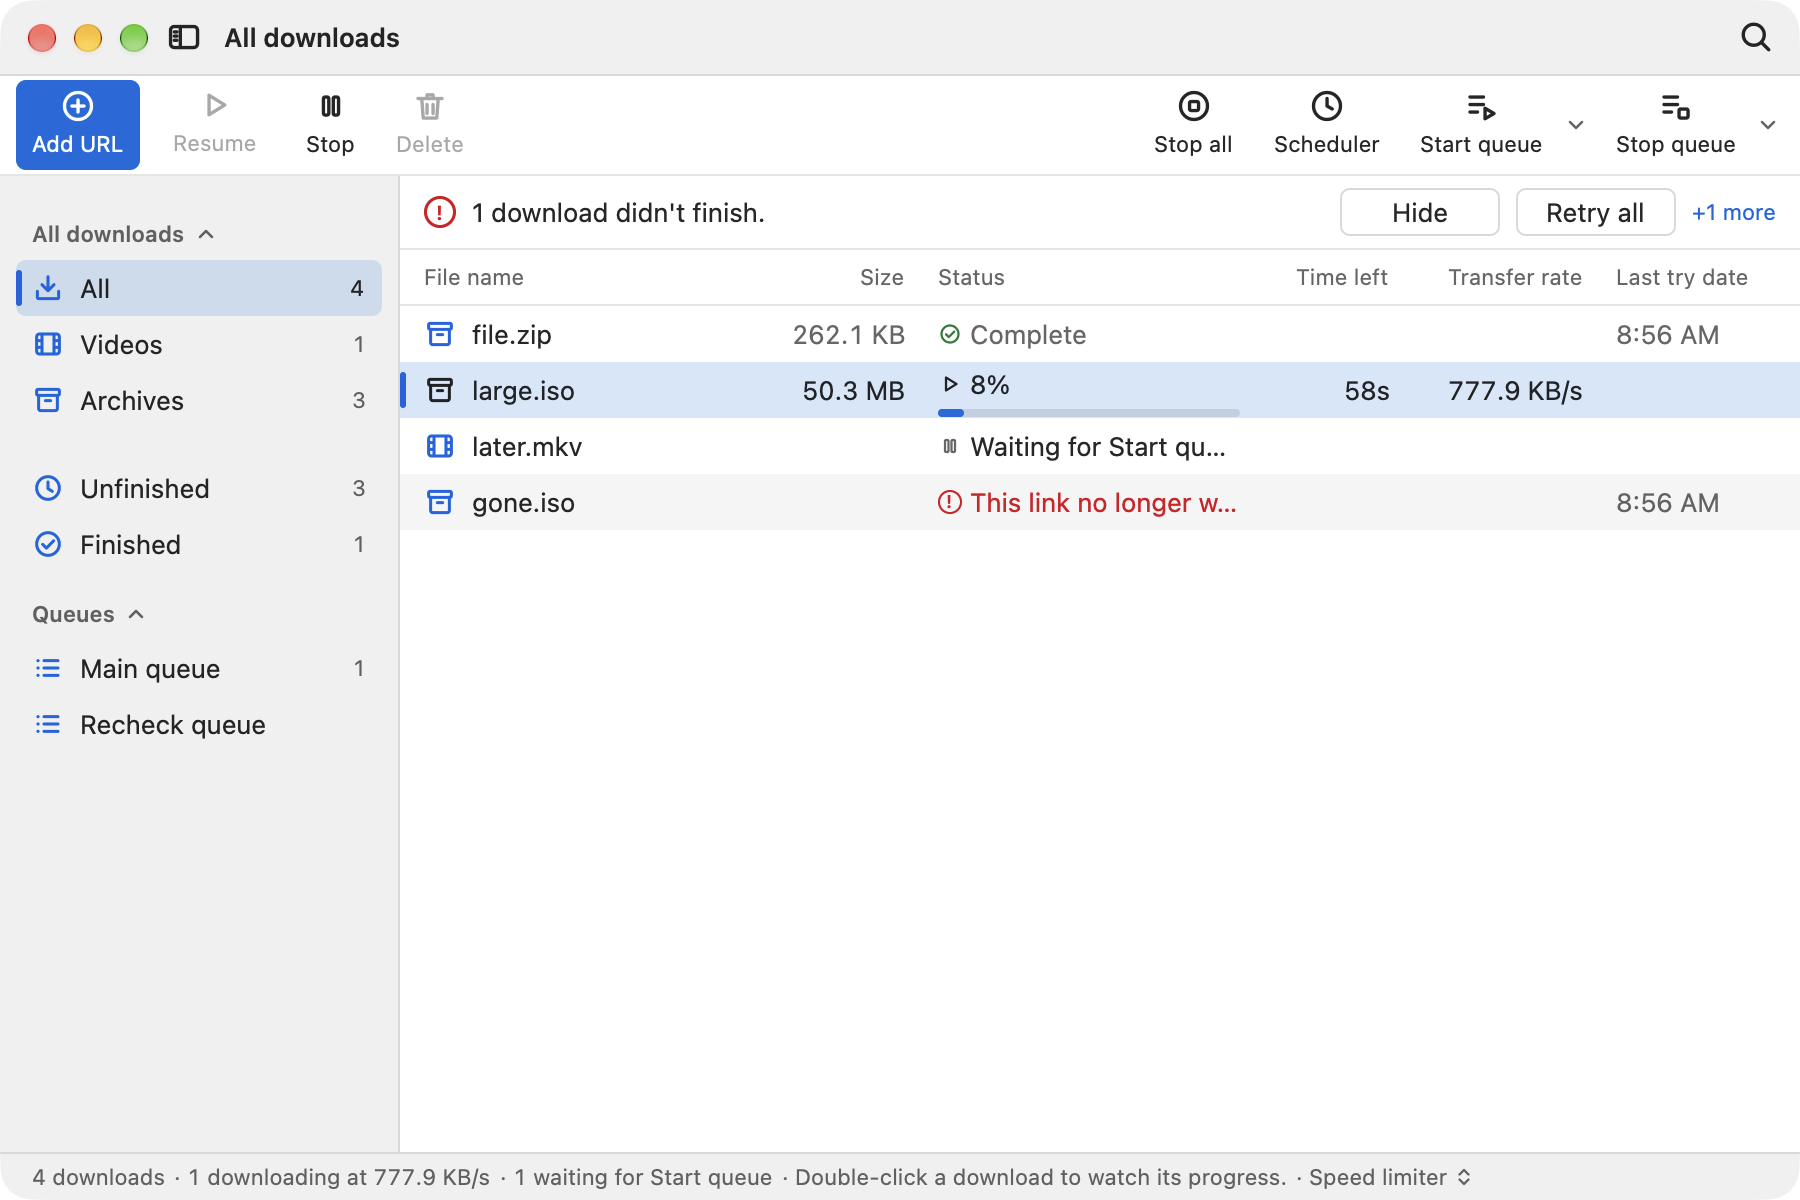 All downloads
Add URL
Resume
Stop
Delete
Stop all
Scheduler
Start queue
Stop queue
All downloads
All 4
Videos 1
Archives 3
Unfinished 3
Finished 1
Queues
Main queue 1
Recheck queue
1 download didn't finish.
Hide
Retry all
+1 more
File name Size Status Time left Transfer rate Last try date
file.zip 262.1 KB Complete 8:56 AM
large.iso 50.3 MB 8% 58s 777.9 KB/s
later.mkv Waiting for Start qu...
gone.iso This link no longer w... 8:56 AM
4 downloads · 1 downloading at 777.9 KB/s · 1 waiting for Start queue · Double-click a download to watch its progress. · Speed limiter